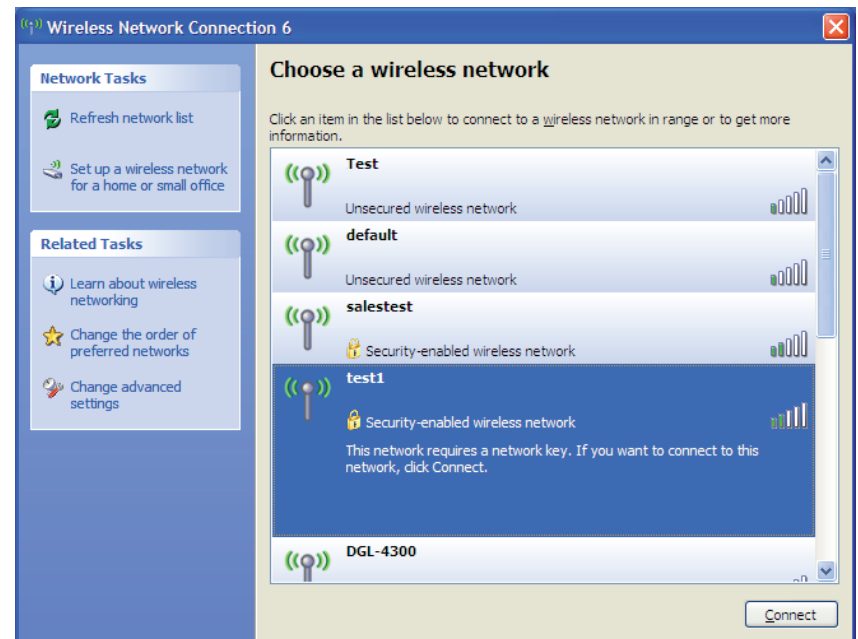 Wireless Network Connection 6
Network Tasks
Refresh network list
Set up a wireless network
for a home or small office
Related Tasks
Learn about wireless
networking
Change the order of
preferred networks
Change advanced
settings
Choose a wireless network
Click an item in the list below to connect to a wireless network in range or to get more
information.
Test
Unsecured wireless network
default
Unsecured wireless network
salestest
Security-enabled wireless network
test1
Security-enabled wireless network
This network requires a network key. If you want to connect to this
network, click Connect.
DGL-4300
Connect